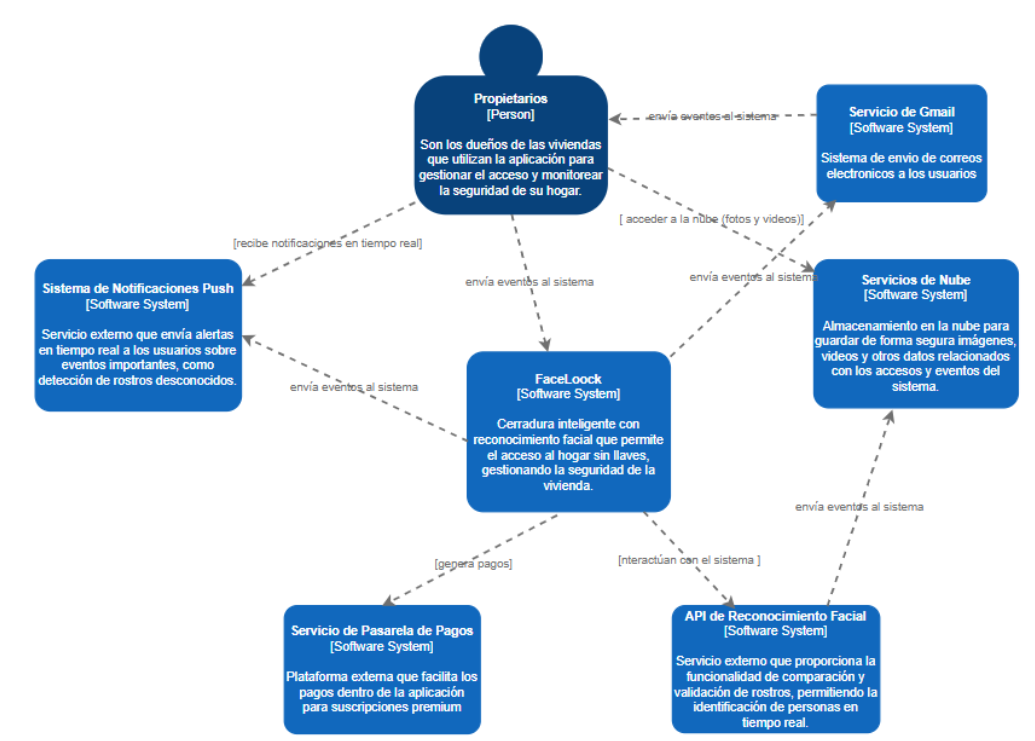 Propietarios
[Person]
Son los dueños de las viviendas
que utilizan la aplicación para
gestionar el acceso y monitorear
la seguridad de su hogar.
envía eventos al sistema
Servicio de Gmail
[Software System]
Sistema de envio de correos
electronicos a los usuarios
[ acceder a la nube (fotos y videos)]
[recibe notificaciones en tiempo real]
Sistema de Notificaciones Push
[Software System]
Servicio externo que envía alertas
en tiempo real a los usuarios sobre
eventos importantes, como
detección de rostros desconocidos.
envía eventos al sistema
envía eventos al sistema
Servicios de Nube
[Software System]
Almacenamiento en la nube para
guardar de forma segura imágenes,
videos y otros datos relacionados
con los accesos y eventos del
sistema.
envía eventos al sistema
FaceLoock
[Software System]
Cerradura inteligente con
reconocimiento facial que permite
el acceso al hogar sin llaves,
gestionando la seguridad de la
vivienda.
envía eventos al sistema
[genera pagos]
[nteractúan con el sistema ]
Servicio de Pasarela de Pagos
[Software System]
Plataforma externa que facilita los
pagos dentro de la aplicación
para suscripciones premium
API de Reconocimiento Facial
[Software System]
Servicio externo que proporciona la
funcionalidad de comparación y
validación de rostros, permitiendo la
identificación de personas en
tiempo real.